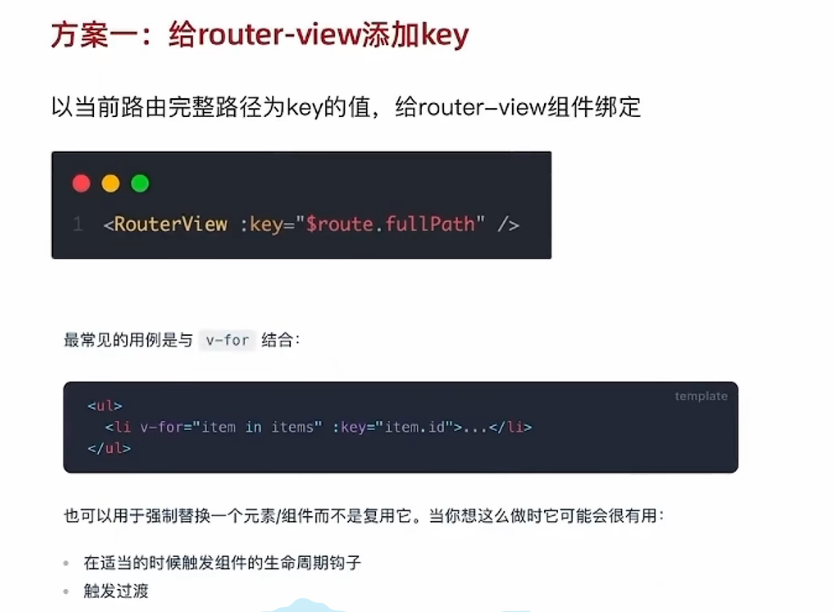 方案一：给router-view添加key
以当前路由完整路径为key的值，给router-view组件绑定
1 <RouterView :key="$route.fullPath" />
最常见的用例是与 v-for 结合：
template
<ul>
<li v-for="item in items" :key="item.id">...</li>
</ul>
也可以用于强制替换一个元素/组件而不是复用它。当你想这么做时它可能会很有用：
• 在适当的时候触发组件的生命周期钩子
• 触发过渡